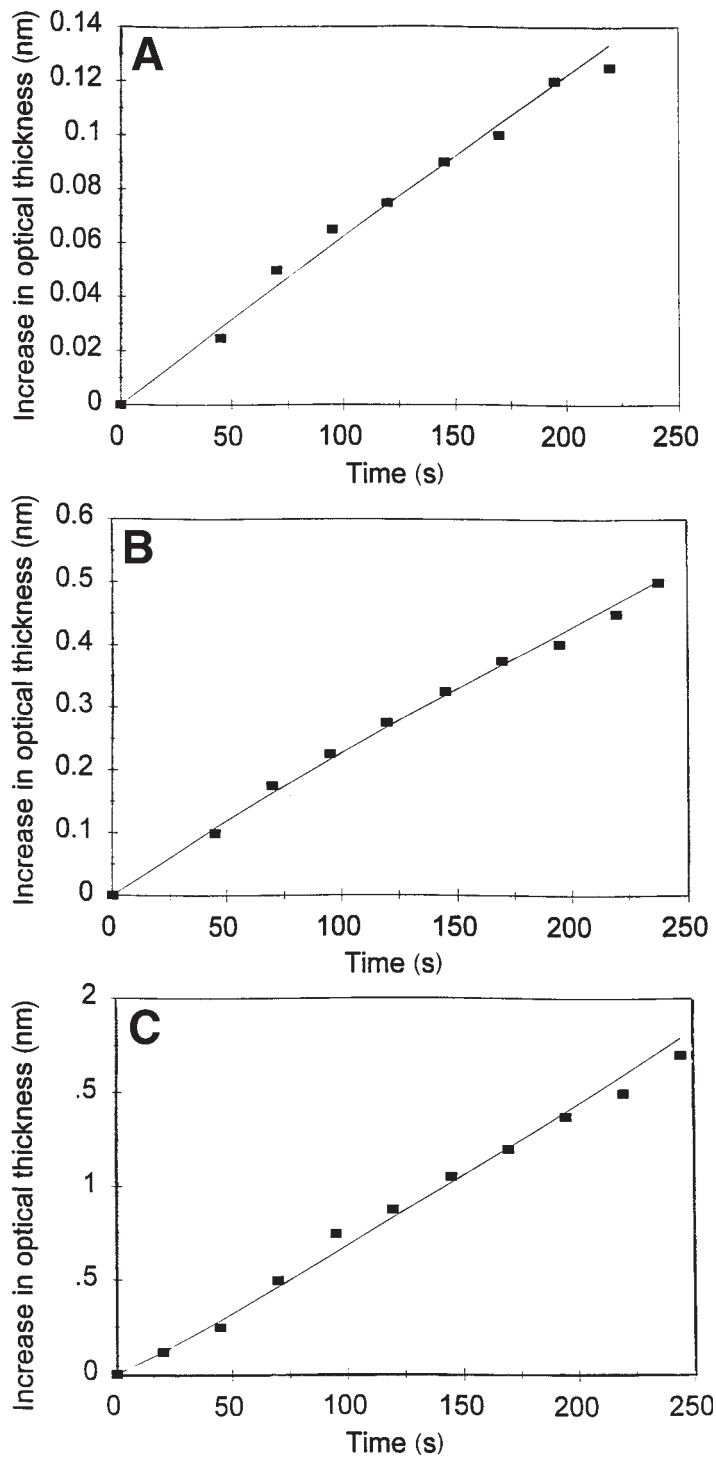 A
Increase in optical thickness (nm)
0.14
0.12
0.1
0.08
0.06
0.04
0.02
0
0 50 100 150 200 250
Time (s)
B
Increase in optical thickness (nm)
0.6
0.5
0.4
0.3
0.2
0.1
0
0 50 100 150 200 250
Time (s)
C
Increase in optical thickness (nm)
2
.5
1
.5
0
0 50 100 150 200 250
Time (s)